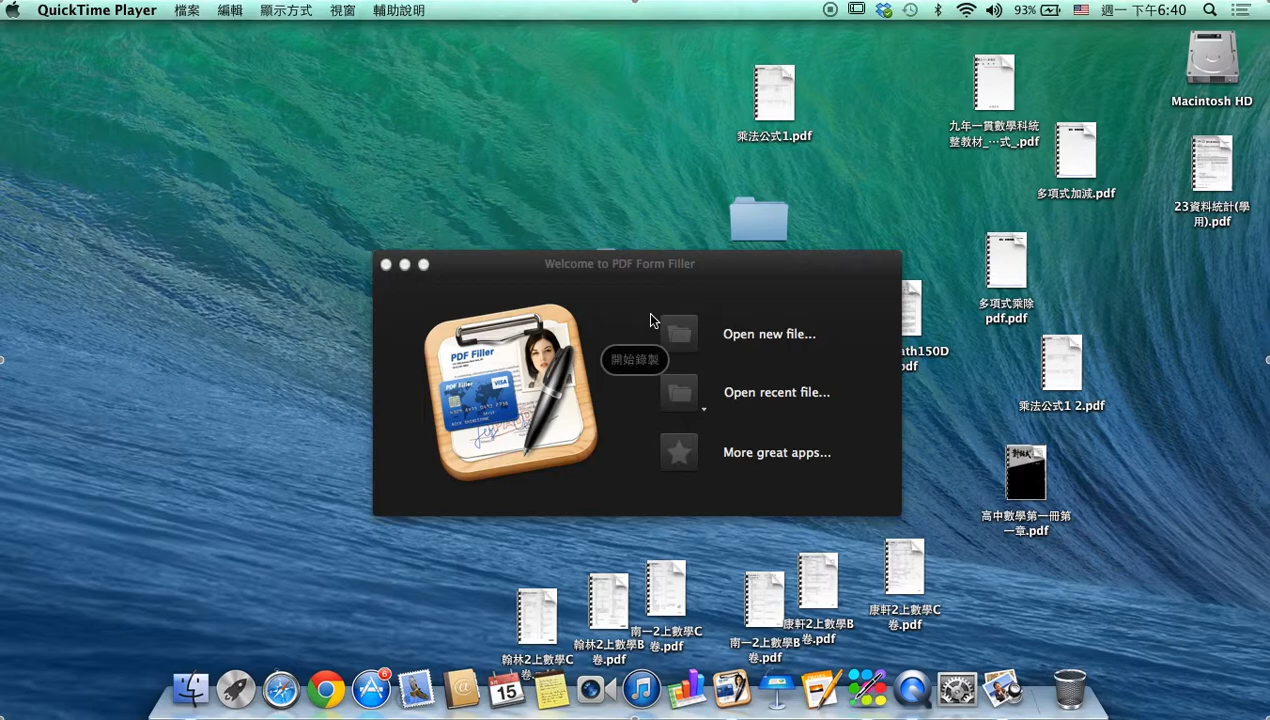 QuickTime Player 檔案 編輯 顯示方式 視窗 輔助說明 93% 週一 下午6:40
Macintosh HD
乘法公式1.pdf
九年一貫數學科統
整教材_…式_.pdf
多項式加減.pdf
23資料統計(學
用).pdf
Welcome to PDF Form Filler
多項式乘除
pdf.pdf
PDF Filler
VISA
Open new file...
開始錄製
Open recent file...
More great apps...
ath150D
pdf
乘法公式1 2.pdf
高中數學第一冊第
一章.pdf
康軒2上數學C
卷.pdf
康軒2上數學B
卷.pdf
南一2上數學C
卷.pdf
南一2上數學B
卷.pdf
翰林2上數學B
卷.pdf
翰林2上數學C
6
15